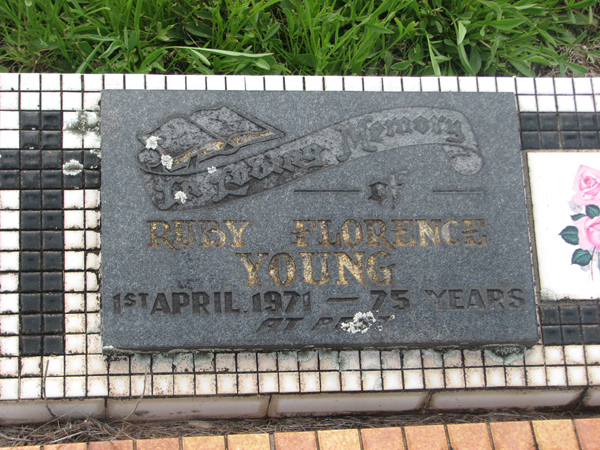 In Loving Memory
OF
RUBY FLORENCE
YOUNG
1ST APRIL. 1971 — 75 YEARS
AT REST